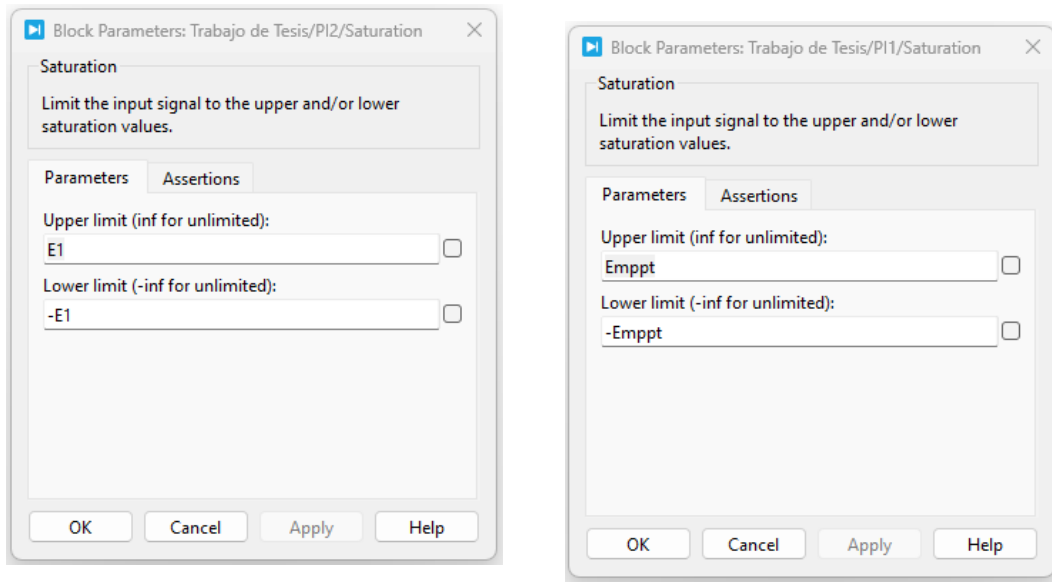 Block Parameters: Trabajo de Tesis/PI2/Saturation
Saturation
Limit the input signal to the upper and/or lower
saturation values.
Parameters
Assertions
Upper limit (inf for unlimited):
E1
Lower limit (-inf for unlimited):
-E1
OK
Cancel
Apply
Help
Block Parameters: Trabajo de Tesis/PI1/Saturation
Saturation
Limit the input signal to the upper and/or lower
saturation values.
Parameters
Assertions
Upper limit (inf for unlimited):
Emppt
Lower limit (-inf for unlimited):
-Emppt
OK
Cancel
Apply
Help